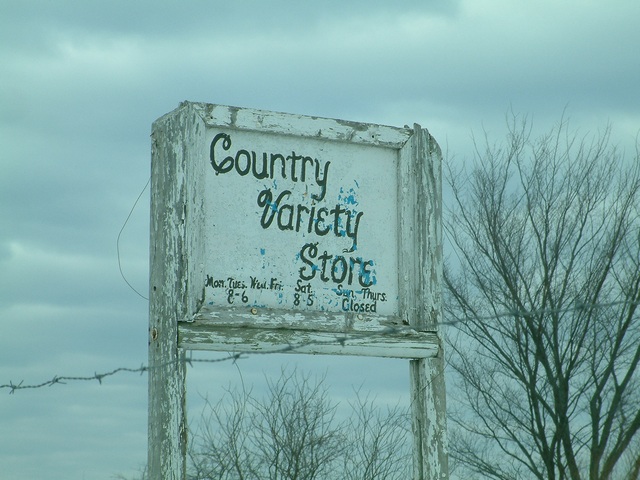 Country
Variety
Store
Mon. Tues. Wed. Fri. Sat. Sun. Thurs.
8-6 8-5 Closed